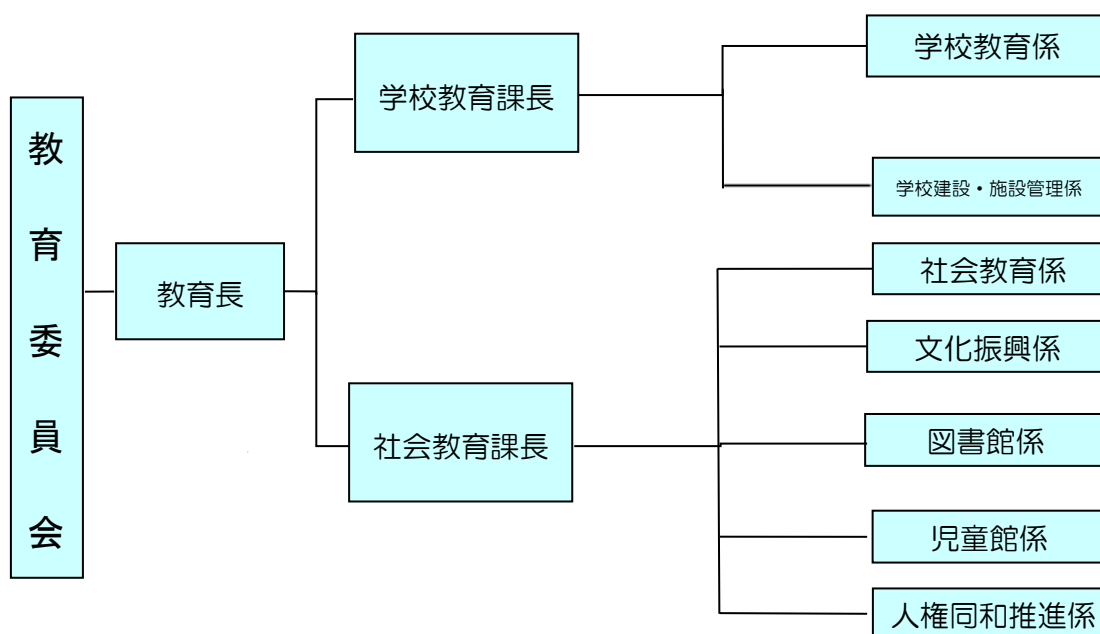 教育委員会
教育長
学校教育課長
学校教育係
学校建設・施設管理係
社会教育課長
社会教育係
文化振興係
図書館係
児童館係
人権同和推進係